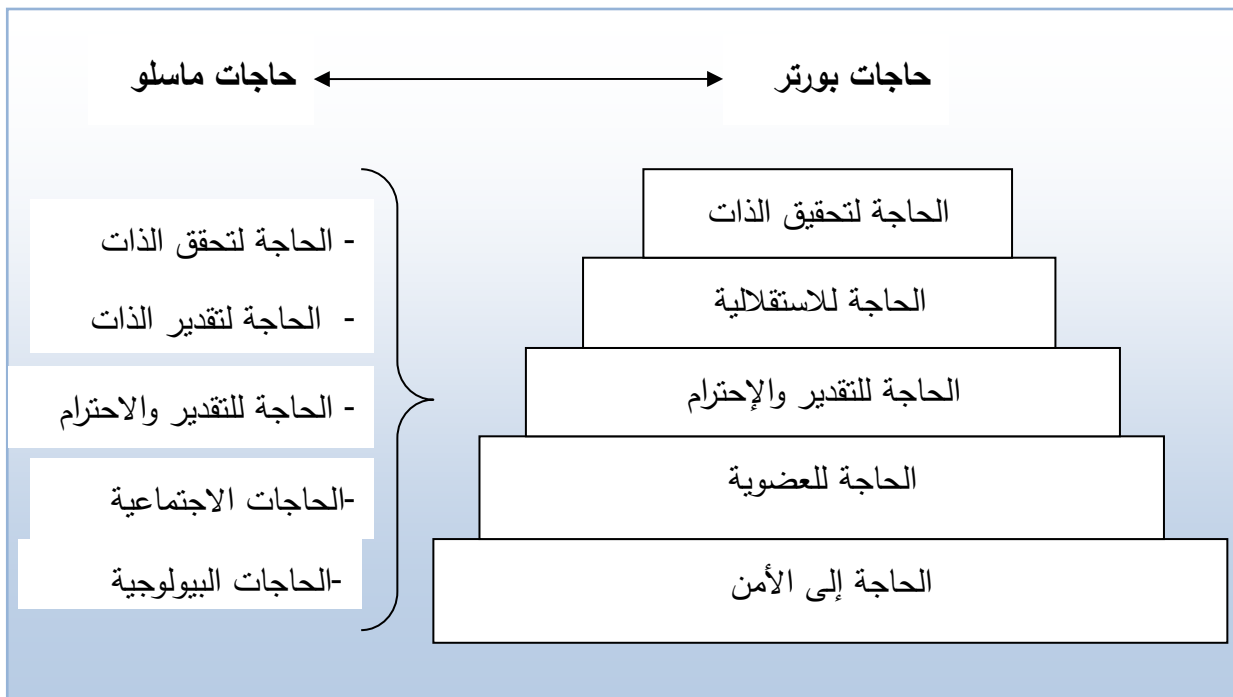 حاجات بورتر
حاجات ماسلو
الحاجة لتحقيق الذات
الحاجة للاستقلالية
الحاجة للتقدير والإحترام
الحاجة للعضوية
الحاجة إلى الأمن
- الحاجة لتحقق الذات
- الحاجة لتقدير الذات
- الحاجة للتقدير والاحترام
-الحاجات الاجتماعية
-الحاجات البيولوجية